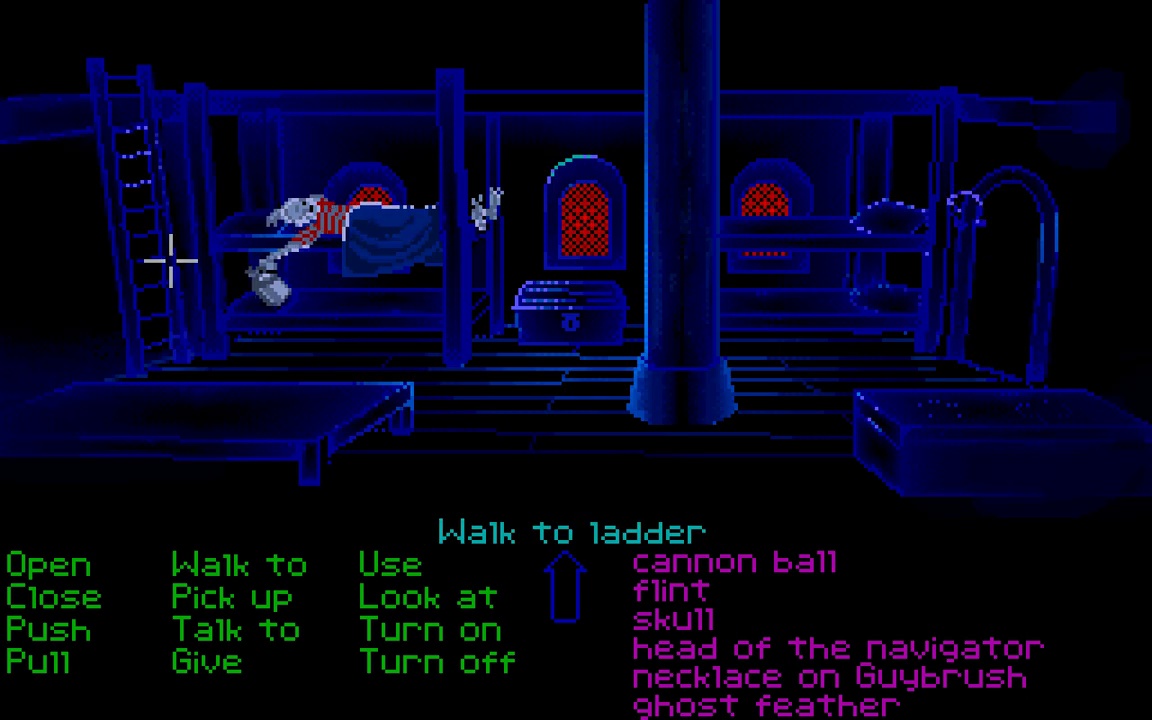 Walk to ladder
Open Walk to Use
Close Pick up Look at
Push Talk to Turn on
Pull Give Turn off
cannon ball
flint
skull
head of the navigator
necklace on Guybrush
ghost feather